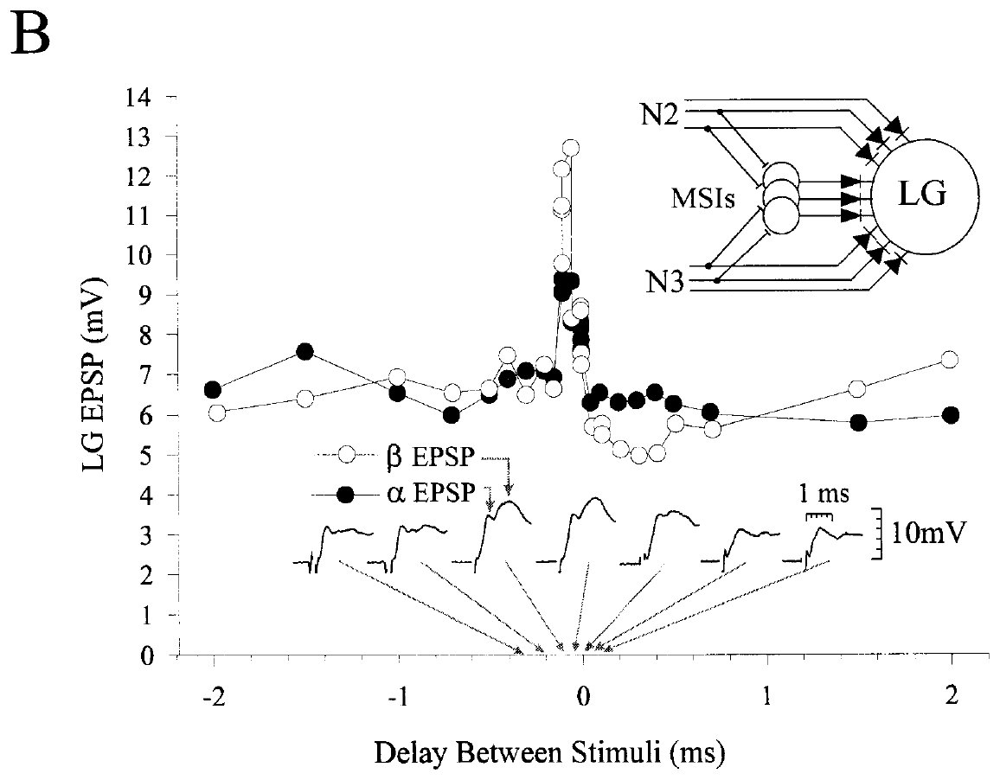 B
14
13
12
11
10
9
8
7
6
5
4
3
2
1
0
LG EPSP (mV)
N2
MSIs
LG
N3
β EPSP
α EPSP
1 ms
10mV
-2
-1
0
1
2
Delay Between Stimuli (ms)